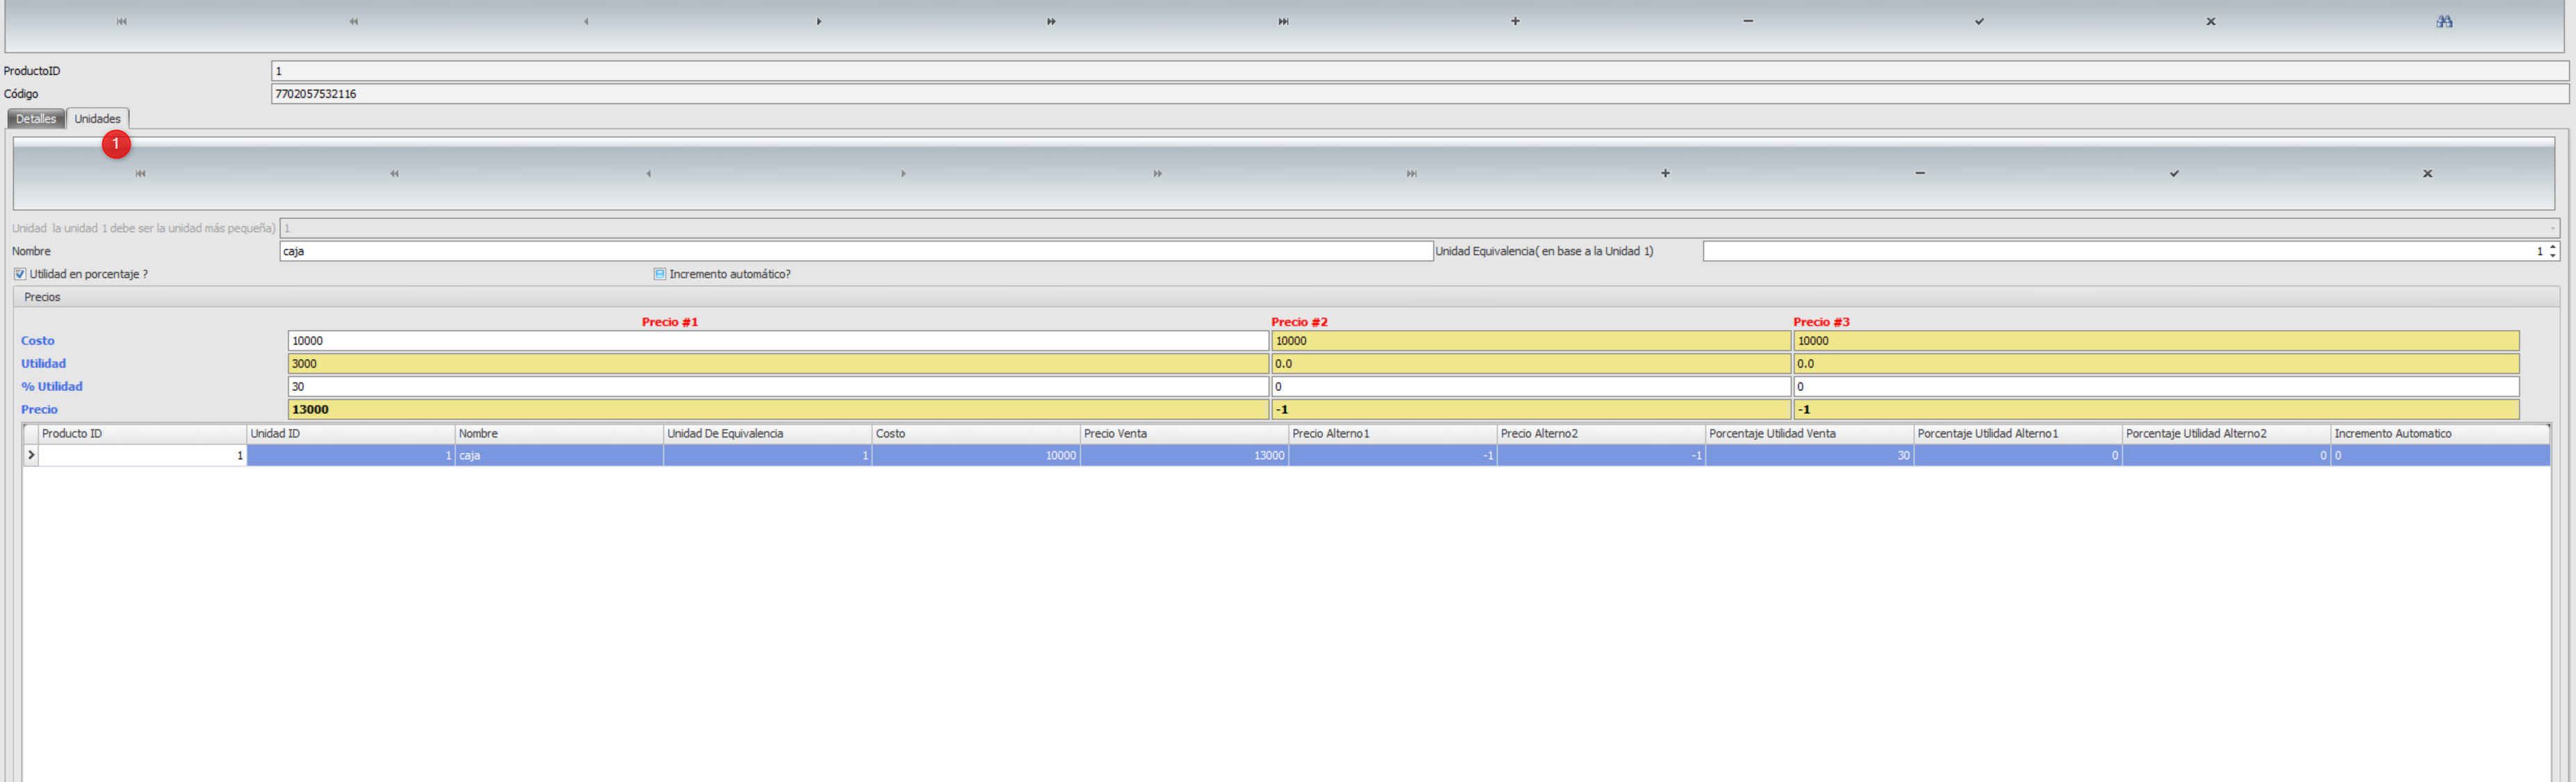 ProductoID 1
Código 7702057532116
Detalles Unidades
1
Unidad la unidad 1 debe ser la unidad más pequeña) 1
Nombre caja Unidad Equivalencia( en base a la Unidad 1) 1
Utilidad en porcentaje ? Incremento automático?
Precios
Precio #1 Precio #2 Precio #3
Costo 10000 10000 10000
Utilidad 3000 0.0 0.0
% Utilidad 30 0 0
Precio 13000 -1 -1
Producto ID Unidad ID Nombre Unidad De Equivalencia Costo Precio Venta Precio Alterno1 Precio Alterno2 Porcentaje Utilidad Venta Porcentaje Utilidad Alterno1 Porcentaje Utilidad Alterno2 Incremento Automatico
1 1 caja 1 10000 13000 -1 -1 30 0 0 0